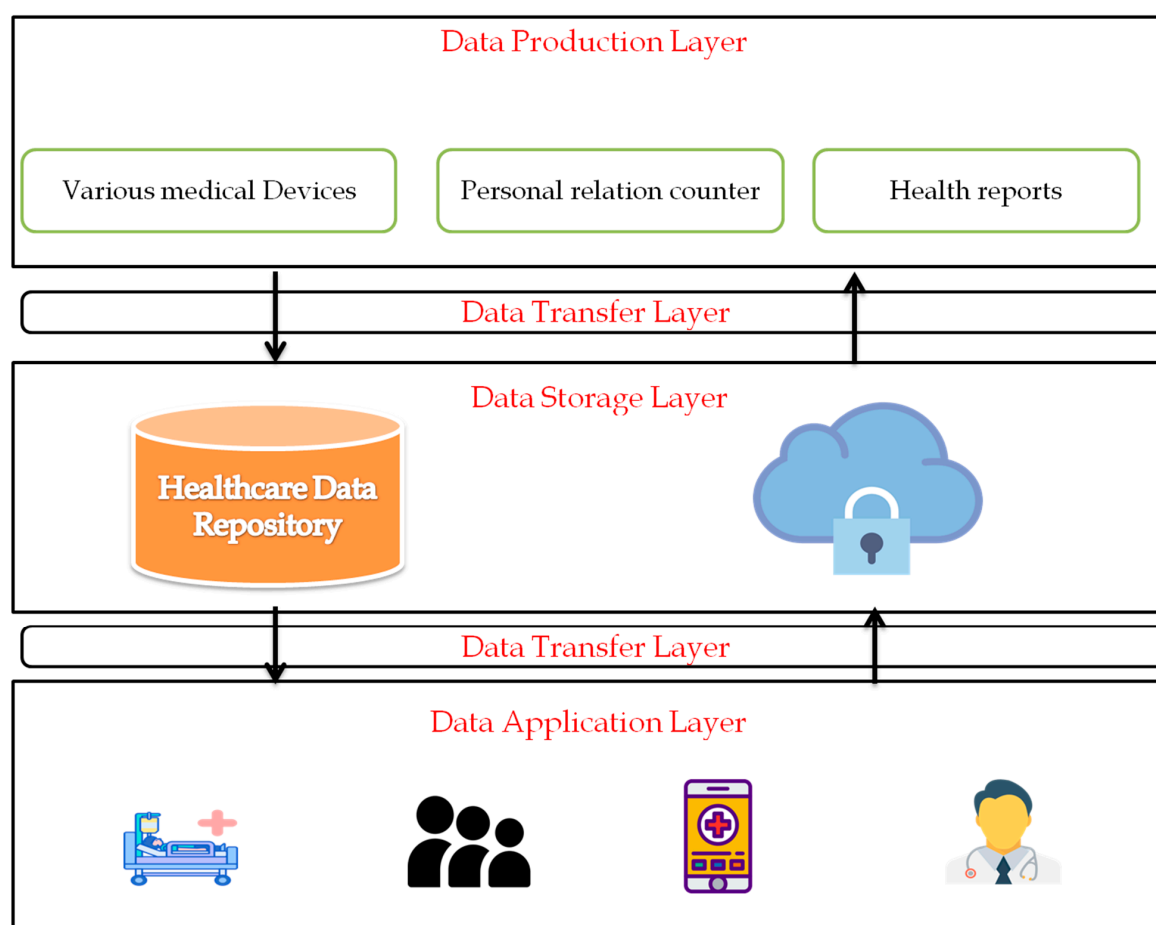 Data Production Layer
Various medical Devices
Personal relation counter
Health reports
Data Transfer Layer
Data Storage Layer
Healthcare Data
Repository
Data Transfer Layer
Data Application Layer